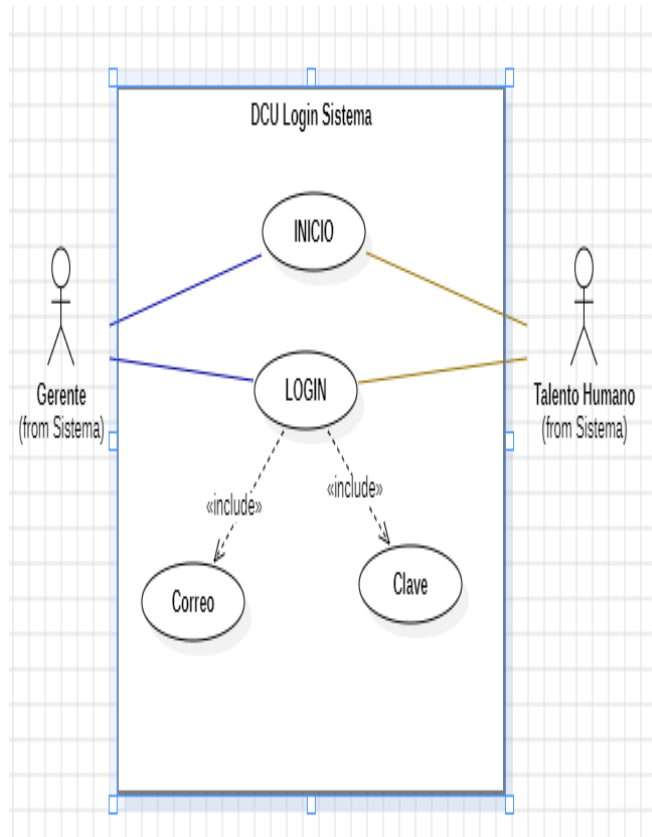 DCU Login Sistema
INICIO
Gerente
(from Sistema)
LOGIN
Talento Humano
(from Sistema)
«include»
«include»
Correo
Clave